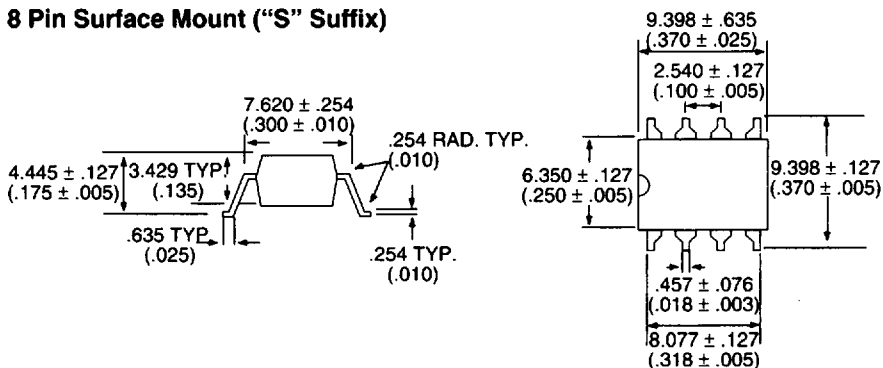 8 Pin Surface Mount (“S” Suffix)
9.398 ± .635
(.370 ± .025)
2.540 ± .127
(.100 ± .005)
7.620 ± .254
(.300 ± .010)
.254 RAD. TYP.
(.010)
4.445 ± .127
(.175 ± .005)
3.429 TYP.
(.135)
6.350 ± .127
(.250 ± .005)
9.398 ± .127
(.370 ± .005)
.635 TYP
(.025)
.254 TYP.
(.010)
.457 ± .076
(.018 ± .003)
8.077 ± .127
(.318 ± .005)